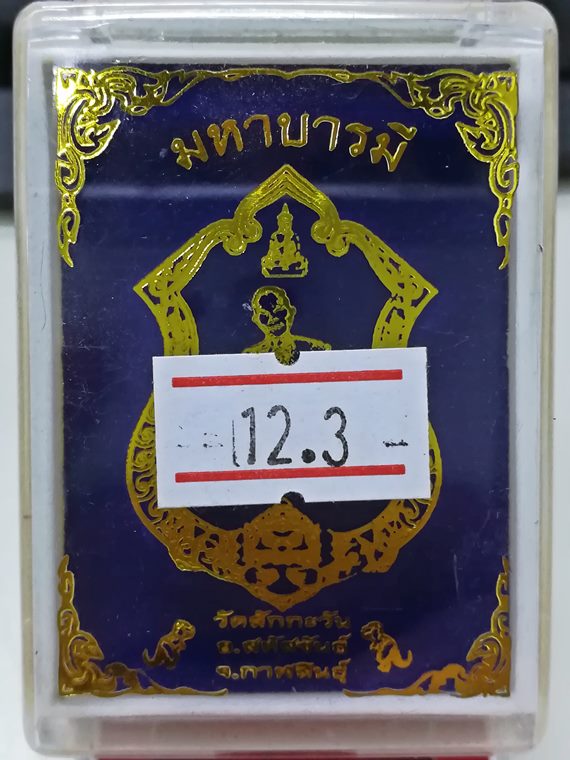 มหาบารมี
12.3 -
วัดสักกะวัน
อ.สหัสขันธ์
จ.กาฬสินธุ์